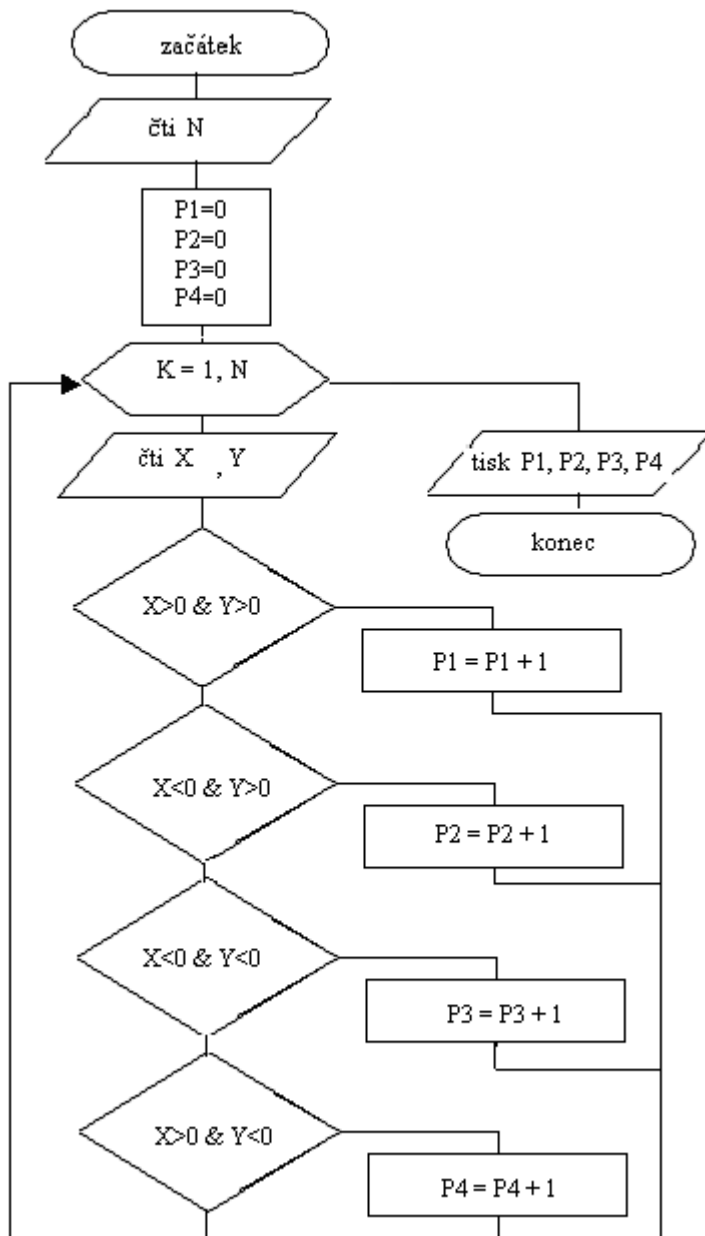 začátek
čti N
P1=0
P2=0
P3=0
P4=0
K = 1, N
čti X , Y
tisk P1, P2, P3, P4
konec
X>0 & Y>0
P1 = P1 + 1
X<0 & Y>0
P2 = P2 + 1
X<0 & Y<0
P3 = P3 + 1
X>0 & Y<0
P4 = P4 + 1